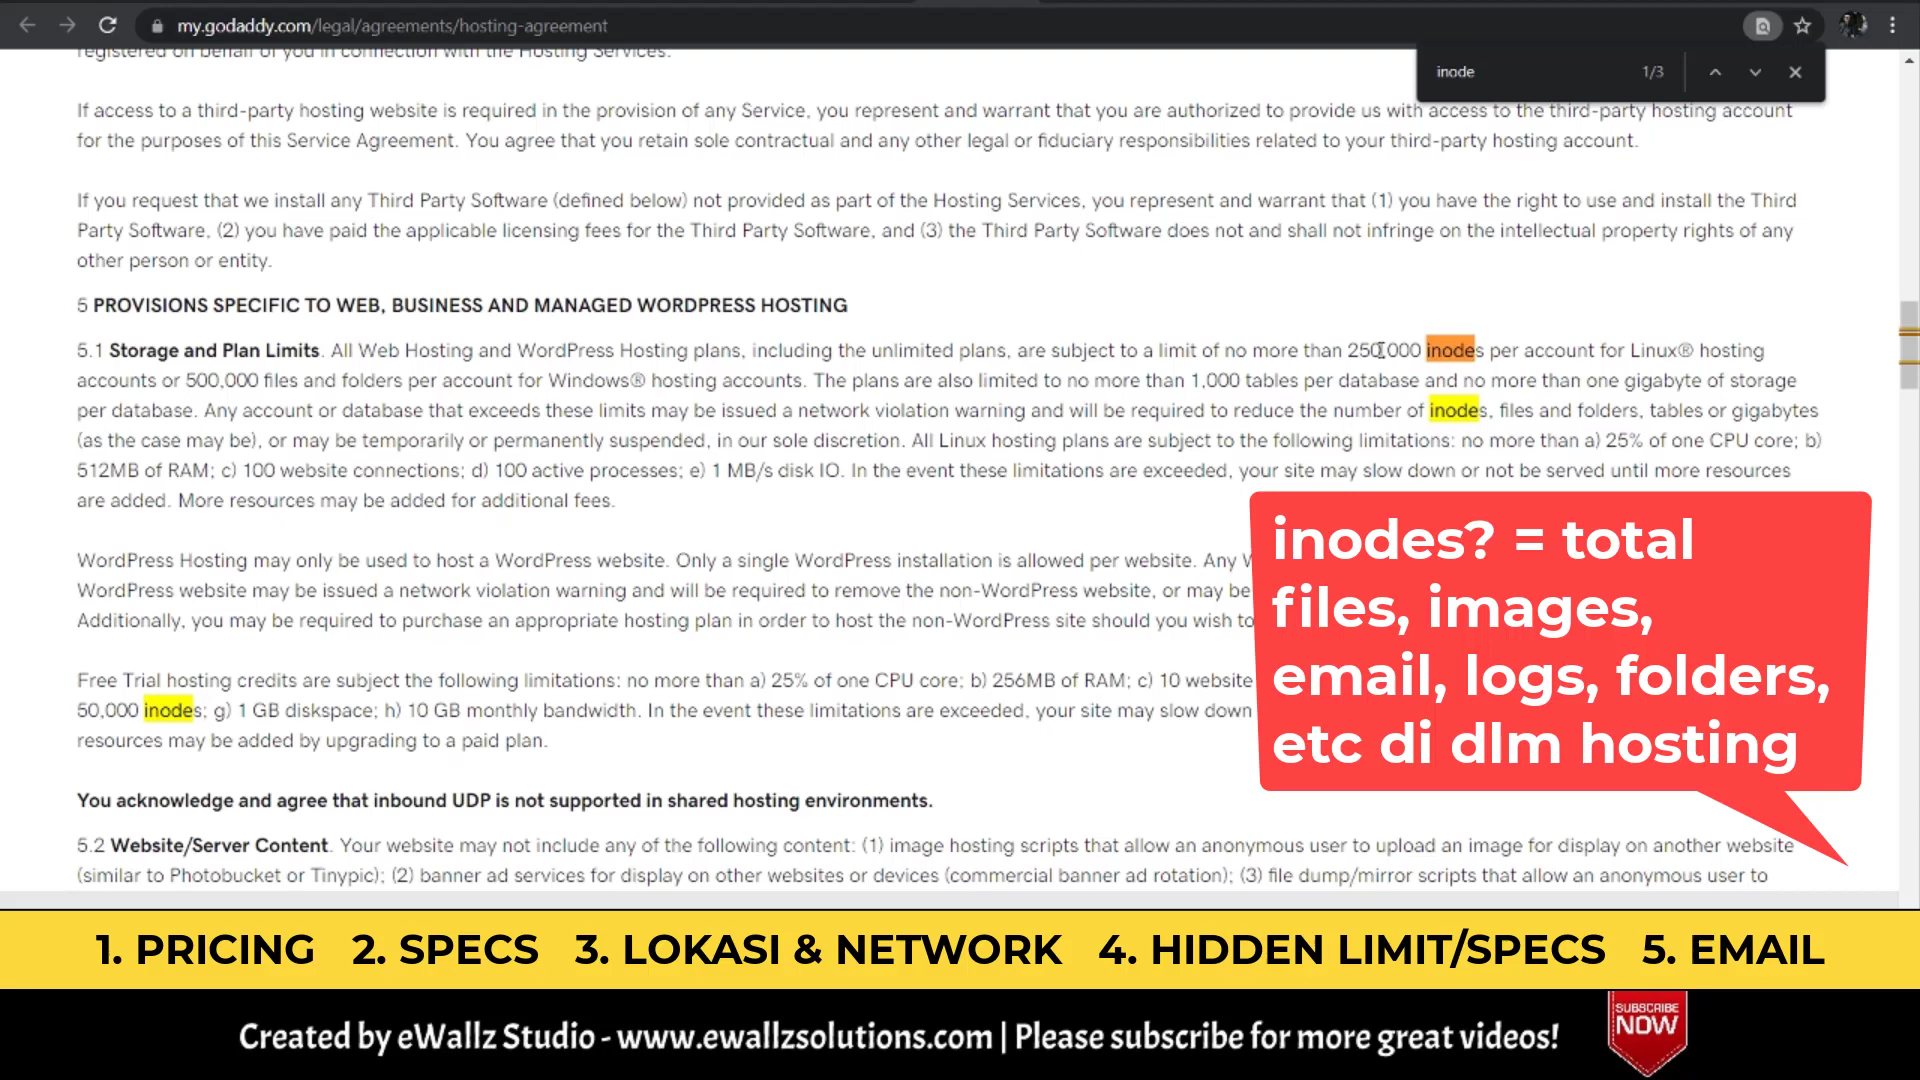 my.godaddy.com/legal/agreements/hosting-agreement
registered on behalf of you in connection with the Hosting Services.
inode 1/3
If access to a third-party hosting website is required in the provision of any Service, you represent and warrant that you are authorized to provide us with access to the third-party hosting account
for the purposes of this Service Agreement. You agree that you retain sole contractual and any other legal or fiduciary responsibilities related to your third-party hosting account.
If you request that we install any Third Party Software (defined below) not provided as part of the Hosting Services, you represent and warrant that (1) you have the right to use and install the Third
Party Software, (2) you have paid the applicable licensing fees for the Third Party Software, and (3) the Third Party Software does not and shall not infringe on the intellectual property rights of any
other person or entity.
5 PROVISIONS SPECIFIC TO WEB, BUSINESS AND MANAGED WORDPRESS HOSTING
5.1 Storage and Plan Limits. All Web Hosting and WordPress Hosting plans, including the unlimited plans, are subject to a limit of no more than 250,000 inodes per account for Linux® hosting
accounts or 500,000 files and folders per account for Windows® hosting accounts. The plans are also limited to no more than 1,000 tables per database and no more than one gigabyte of storage
per database. Any account or database that exceeds these limits may be issued a network violation warning and will be required to reduce the number of inodes, files and folders, tables or gigabytes
(as the case may be), or may be temporarily or permanently suspended, in our sole discretion. All Linux hosting plans are subject to the following limitations: no more than a) 25% of one CPU core; b)
512MB of RAM; c) 100 website connections; d) 100 active processes; e) 1 MB/s disk IO. In the event these limitations are exceeded, your site may slow down or not be served until more resources
are added. More resources may be added for additional fees.
WordPress Hosting may only be used to host a WordPress website. Only a single WordPress installation is allowed per website. Any
WordPress website may be issued a network violation warning and will be required to remove the non-WordPress website, or may be
Additionally, you may be required to purchase an appropriate hosting plan in order to host the non-WordPress site should you wish to
Free Trial hosting credits are subject the following limitations: no more than a) 25% of one CPU core; b) 256MB of RAM; c) 10 website
50,000 inodes; g) 1 GB diskspace; h) 10 GB monthly bandwidth. In the event these limitations are exceeded, your site may slow down
resources may be added by upgrading to a paid plan.
inodes? = total
files, images,
email, logs, folders,
etc di dlm hosting
You acknowledge and agree that inbound UDP is not supported in shared hosting environments.
5.2 Website/Server Content. Your website may not include any of the following content: (1) image hosting scripts that allow an anonymous user to upload an image for display on another website
(similar to Photobucket or Tinypic); (2) banner ad services for display on other websites or devices (commercial banner ad rotation); (3) file dump/mirror scripts that allow an anonymous user to
1. PRICING 2. SPECS 3. LOKASI & NETWORK 4. HIDDEN LIMIT/SPECS 5. EMAIL
Created by eWallz Studio - www.ewallzsolutions.com | Please subscribe for more great videos!
SUBSCRIBE
NOW